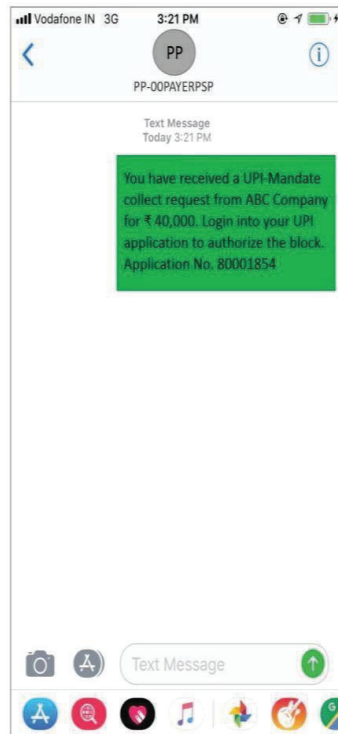 Vodafone IN 3G 3:21 PM
PP
PP-OOPAYERPSP
Text Message
Today 3:21 PM
You have received a UPI-Mandate
collect request from ABC Company
for ₹ 40,000. Login into your UPI
application to authorize the block.
Application No. 80001854
Text Message
G